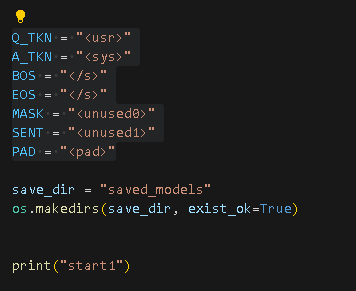 Q_TKN = "<usr>"
A_TKN = "<sys>"
BOS = "</s>"
EOS = "</s>"
MASK = "<unused0>"
SENT = "<unused1>"
PAD = "<pad>"
save_dir = "saved_models"
os.makedirs(save_dir, exist_ok=True)
print("start1")